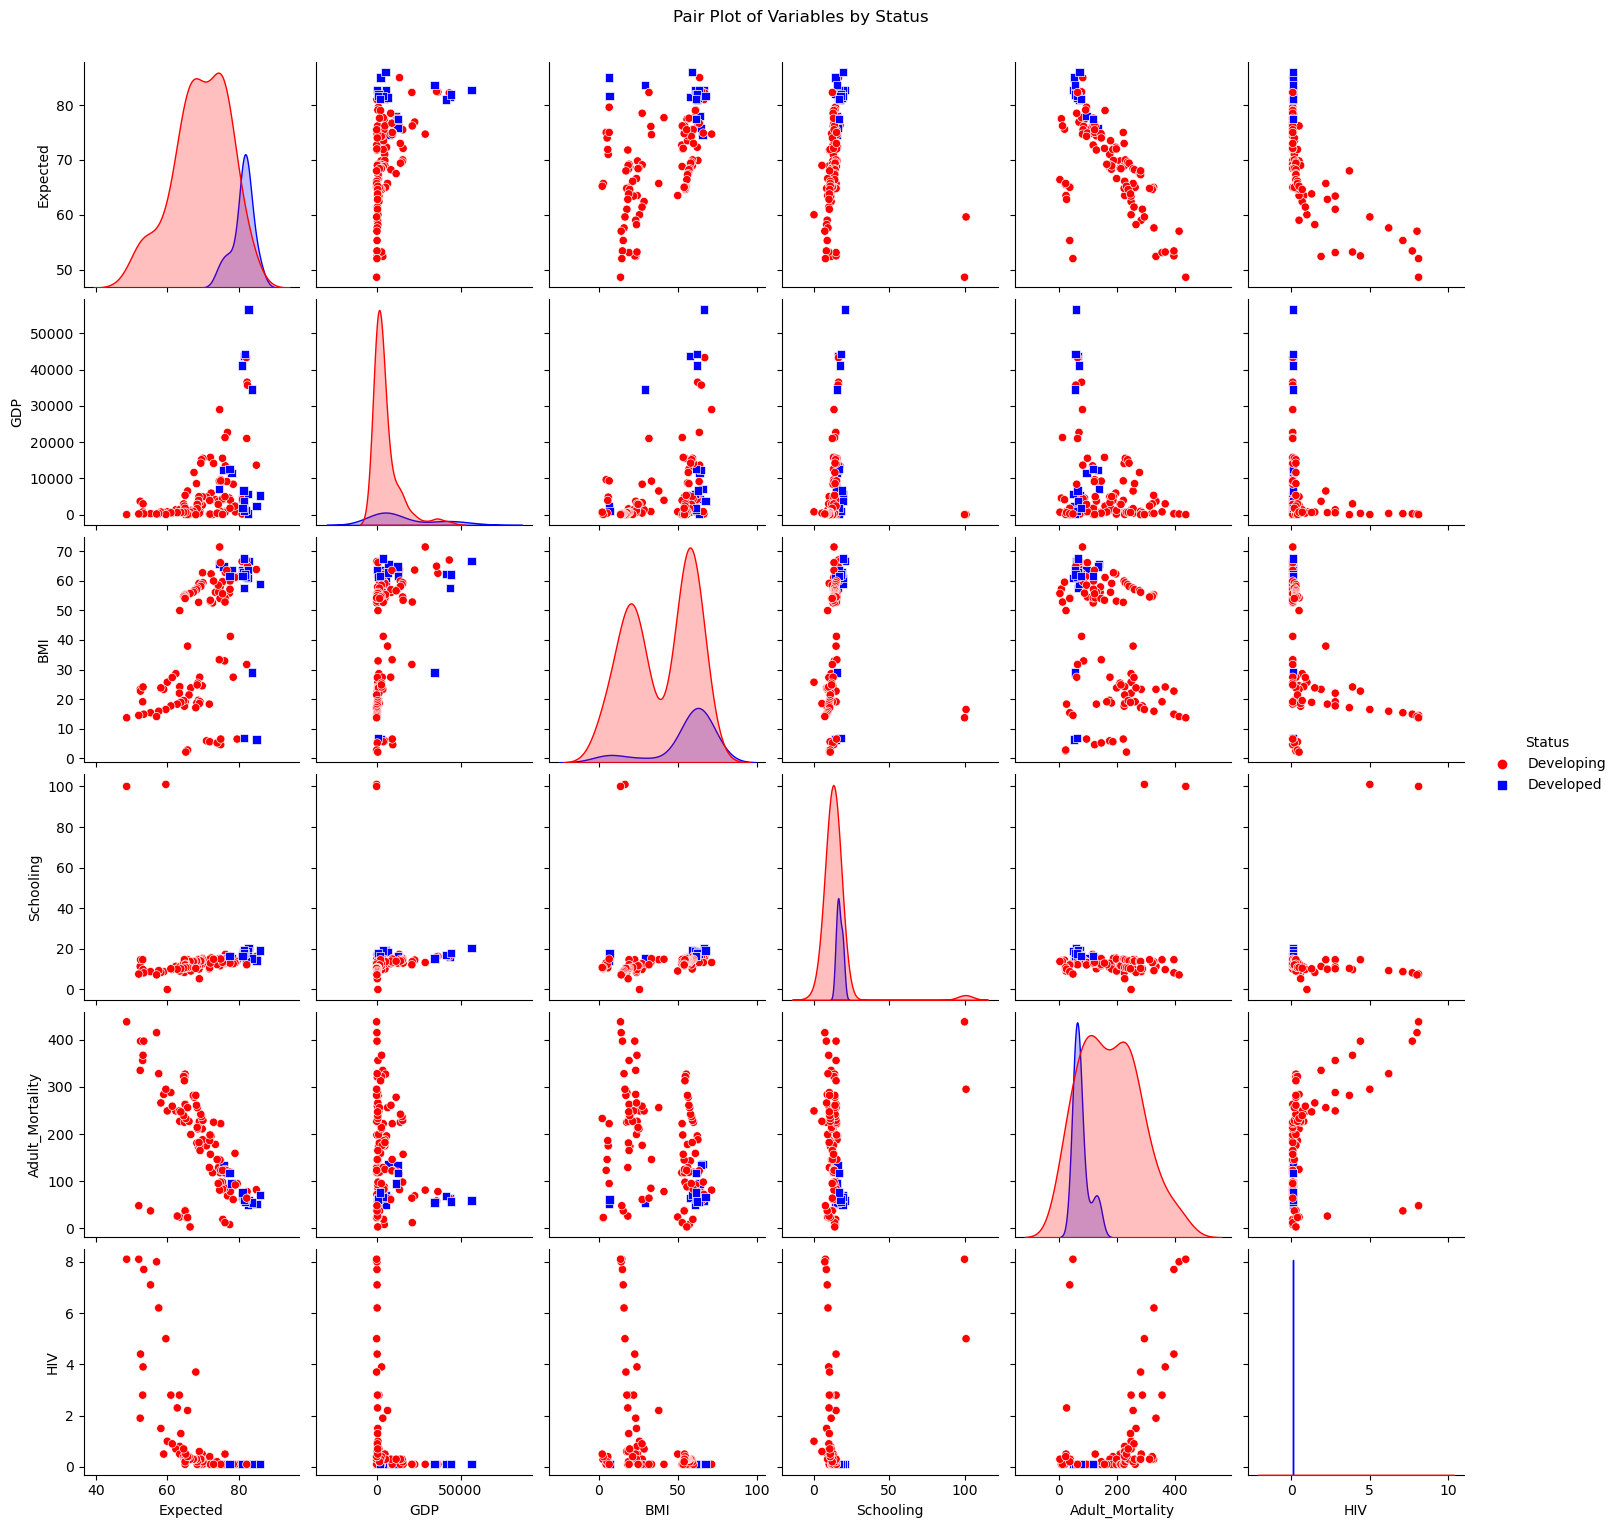 Pair Plot of Variables by Status
80
70
60
50
Expected
50000
40000
30000
20000
10000
0
GDP
70
60
50
40
30
20
10
0
BMI
Status
Developing
Developed
100
80
60
40
20
0
Schooling
400
300
200
100
0
Adult_Mortality
8
6
4
2
0
HIV
40 60 80
0 50000
0 50 100
0 100
0 200 400
0 5 10
Expected GDP BMI Schooling Adult_Mortality HIV